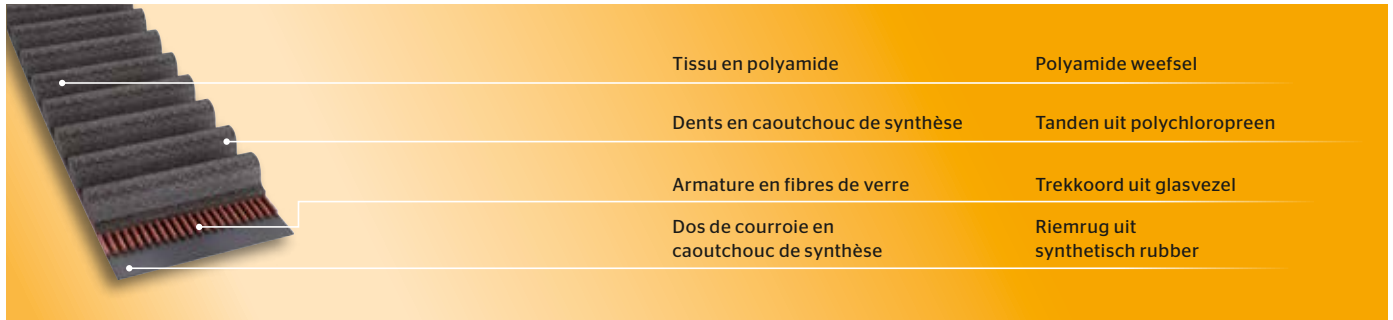 Tissu en polyamide
Polyamide weefsel
Dents en caoutchouc de synthèse
Tanden uit polychloropreen
Armature en fibres de verre
Trekkoord uit glasvezel
Dos de courroie en
caoutchouc de synthèse
Riemrug uit
synthetisch rubber